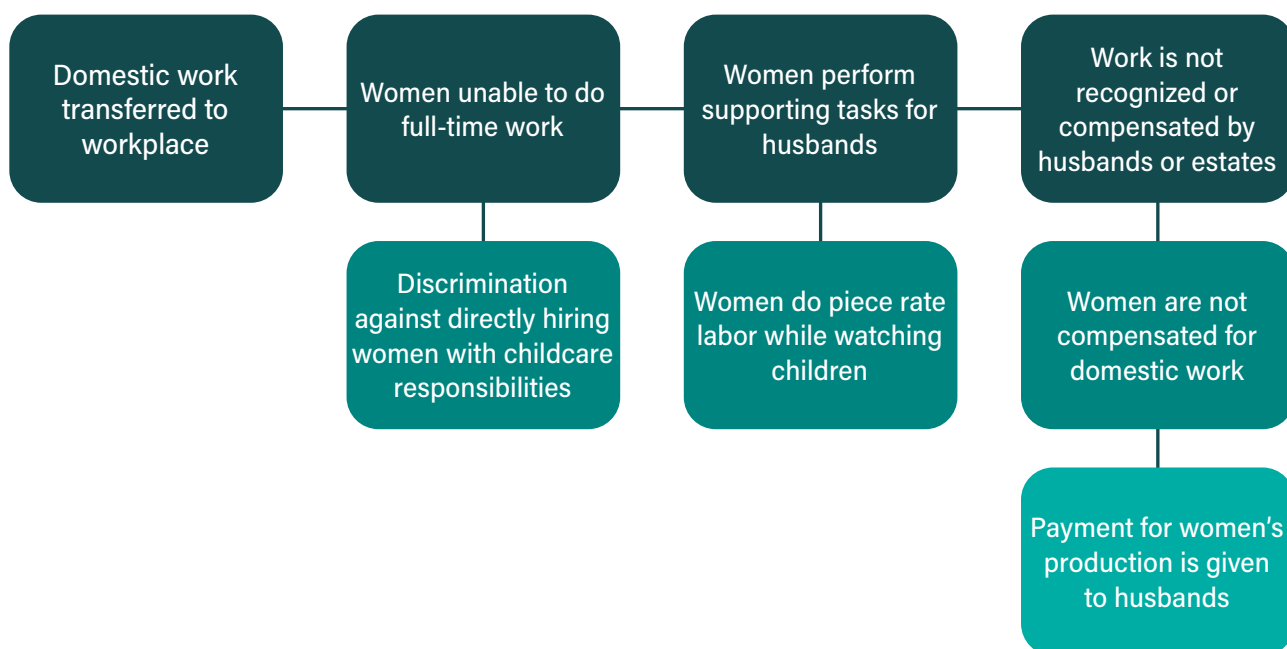 Domestic work
transferred to
workplace
Women unable to do
full-time work
Women perform
supporting tasks for
husbands
Work is not
recognized or
compensated by
husbands or estates
Discrimination
against directly hiring
women with childcare
responsibilities
Women do piece rate
labor while watching
children
Women are not
compensated for
domestic work
Payment for women’s
production is given
to husbands